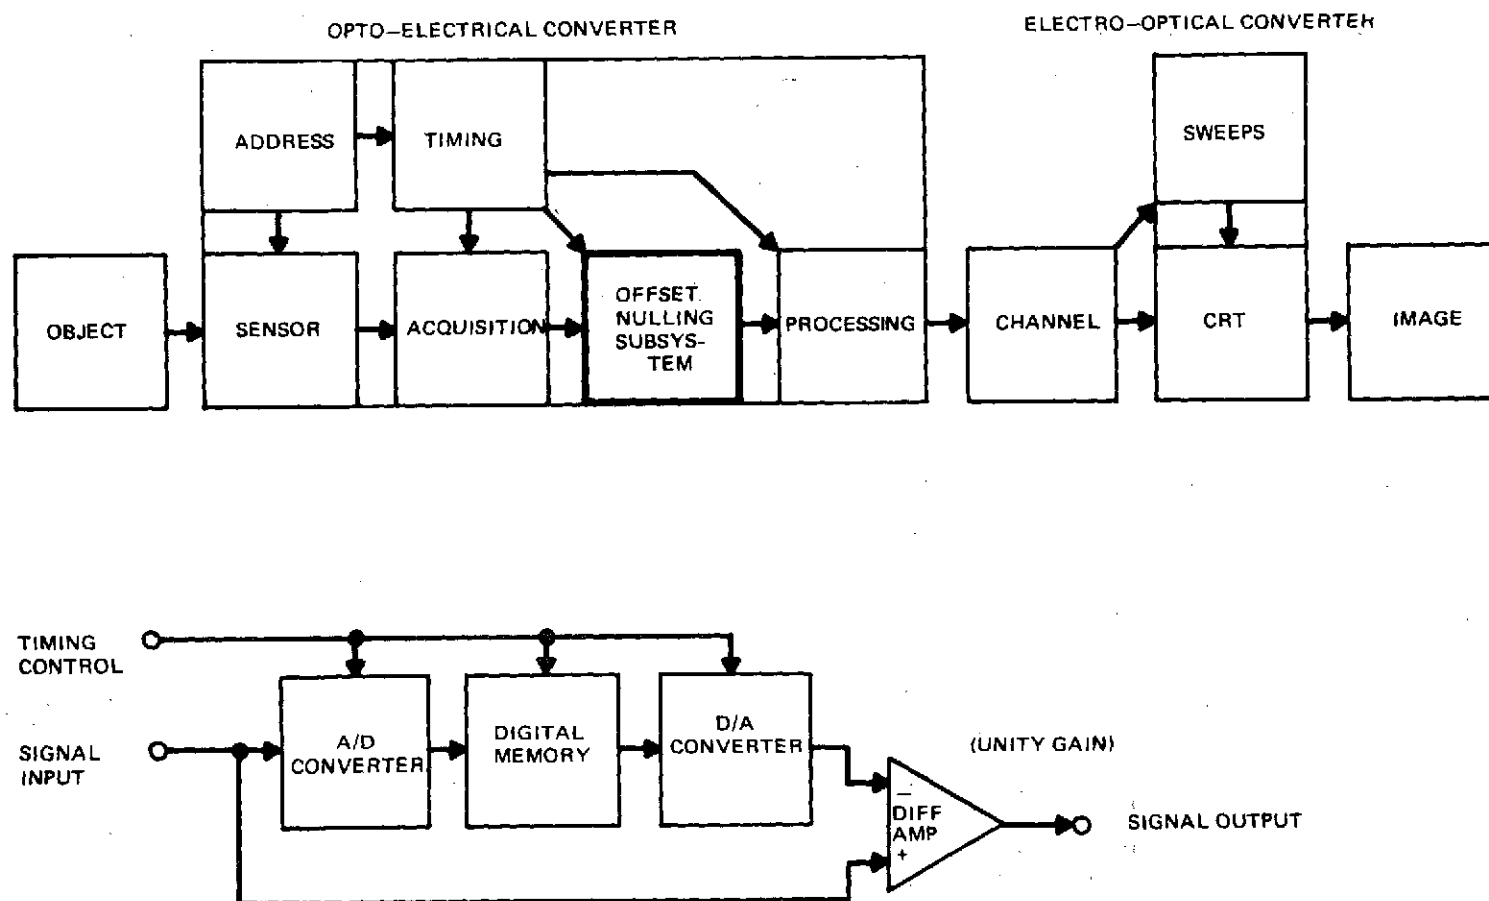 OPTO–ELECTRICAL CONVERTER
ELECTRO–OPTICAL CONVERTER
ADDRESS
TIMING
SWEEPS
OBJECT
SENSOR
ACQUISITION
OFFSET
NULLING
SUBSYS-
TEM
PROCESSING
CHANNEL
CRT
IMAGE
TIMING
CONTROL
SIGNAL
INPUT
A/D
CONVERTER
DIGITAL
MEMORY
D/A
CONVERTER
(UNITY GAIN)
–
DIFF
AMP
+
SIGNAL OUTPUT